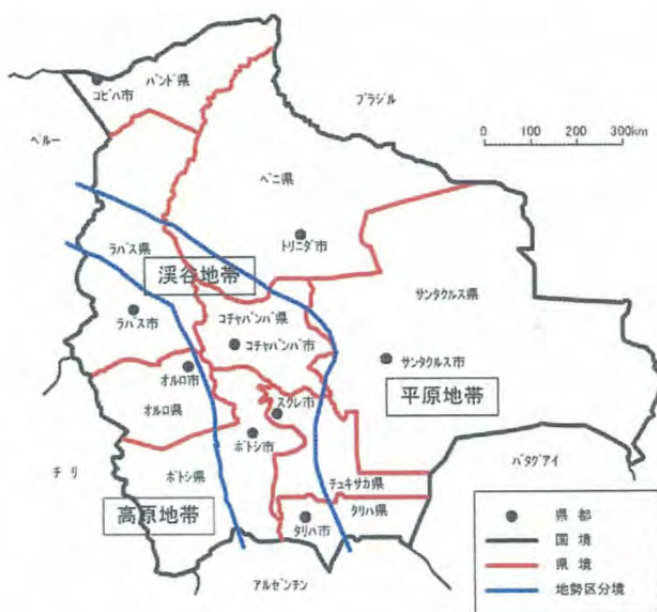 コビハ市
パンド県
ブラジル
ペルー
0 100 200 300km
ベニ県
トリニダ市
ラパス県
渓谷地帯
サンタクルス県
ラパス市
コチャバンバ県
コチャバンバ市
サンタクルス市
オルロ市
平原地帯
オルロ県
スクレ市
ポトシ市
チリ
ポトシ県
チュキサカ県
パタグアイ
高原地帯
タリハ県
タリハ市
アルゼンチン
県都
国境
県境
地勢区分境